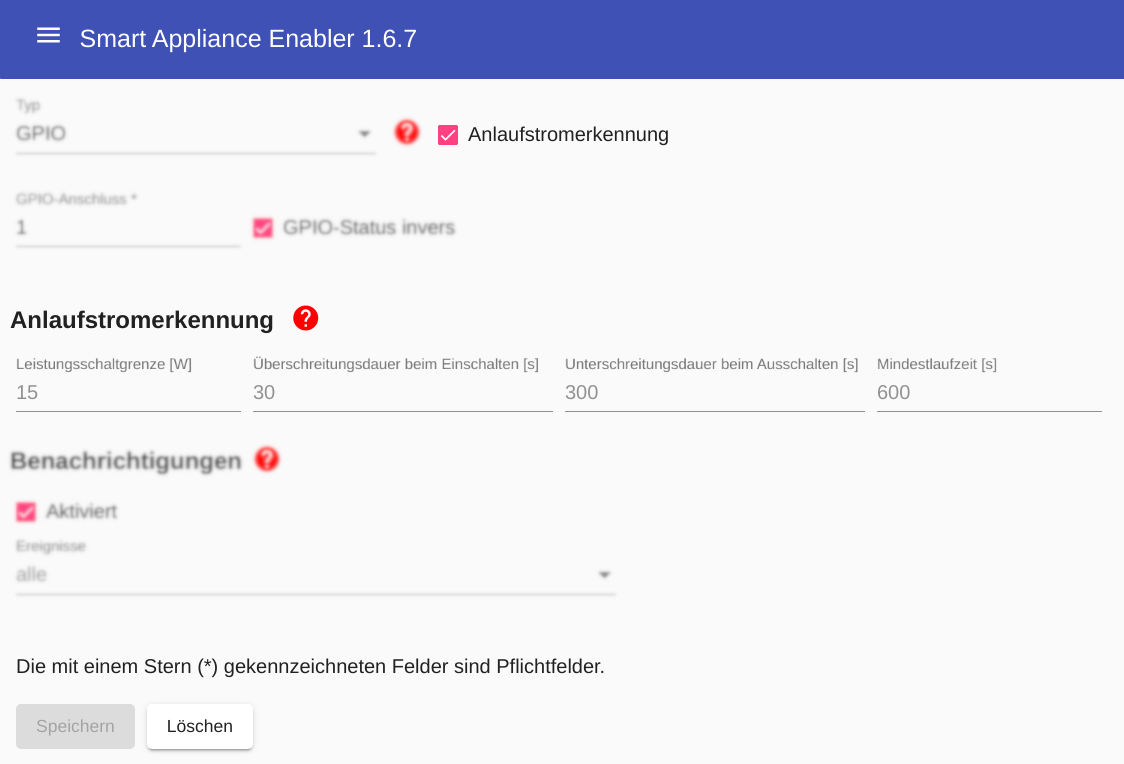 Smart Appliance Enabler 1.6.7
Typ
GPIO
Anlaufstromerkennung
GPIO-Anschluss *
1
GPIO-Status invers
Anlaufstromerkennung
Leistungsschaltgrenze [W] Überschreitungsdauer beim Einschalten [s] Unterschreitungsdauer beim Ausschalten [s] Mindestlaufzeit [s]
15 30 300 600
Benachrichtigungen
Aktiviert
Ereignisse
alle
Die mit einem Stern (*) gekennzeichneten Felder sind Pflichtfelder.
Speichern Löschen